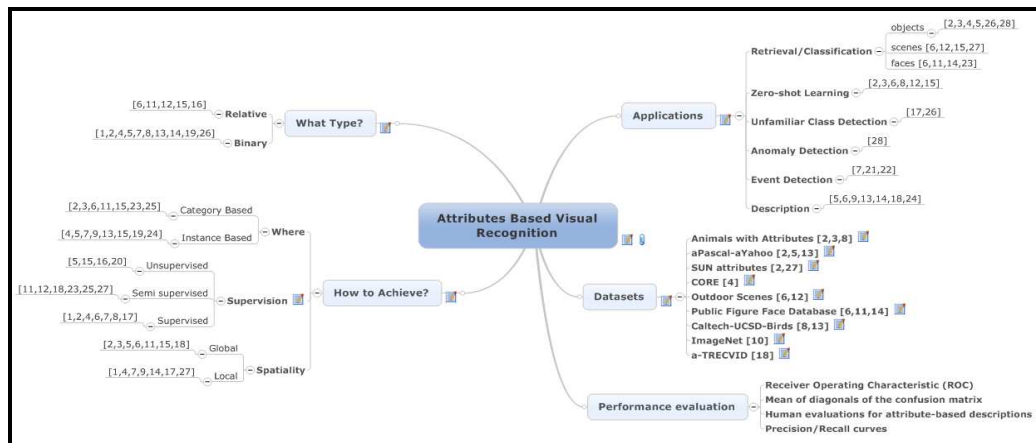 Attributes Based Visual
Recognition
What Type?
[6,11,12,15,16]
Relative
[1,2,4,5,7,8,13,14,19,26]
Binary
How to Achieve?
Where
[2,3,6,11,15,23,25]
Category Based
[4,5,7,9,13,15,19,24]
Instance Based
Supervision
[5,15,16,20]
Unsupervised
[11,12,18,23,25,27]
Semi supervised
[1,2,4,6,7,8,17]
Supervised
Spatiality
[2,3,5,6,11,15,18]
Global
[1,4,7,9,14,17,27]
Local
Applications
Retrieval/Classification
objects
[2,3,4,5,26,28]
scenes [6,12,15,27]
faces [6,11,14,23]
Zero-shot Learning
[2,3,6,8,12,15]
Unfamiliar Class Detection
[17,26]
Anomaly Detection
[28]
Event Detection
[7,21,22]
Description
[5,6,9,13,14,18,24]
Datasets
Animals with Attributes [2,3,8]
aPascal-aYahoo [2,5,13]
SUN attributes [2,27]
CORE [4]
Outdoor Scenes [6,12]
Public Figure Face Database [6,11,14]
Caltech-UCSD-Birds [8,13]
ImageNet [10]
a-TRECVID [18]
Performance evaluation
Receiver Operating Characteristic (ROC)
Mean of diagonals of the confusion matrix
Human evaluations for attribute-based descriptions
Precision/Recall curves